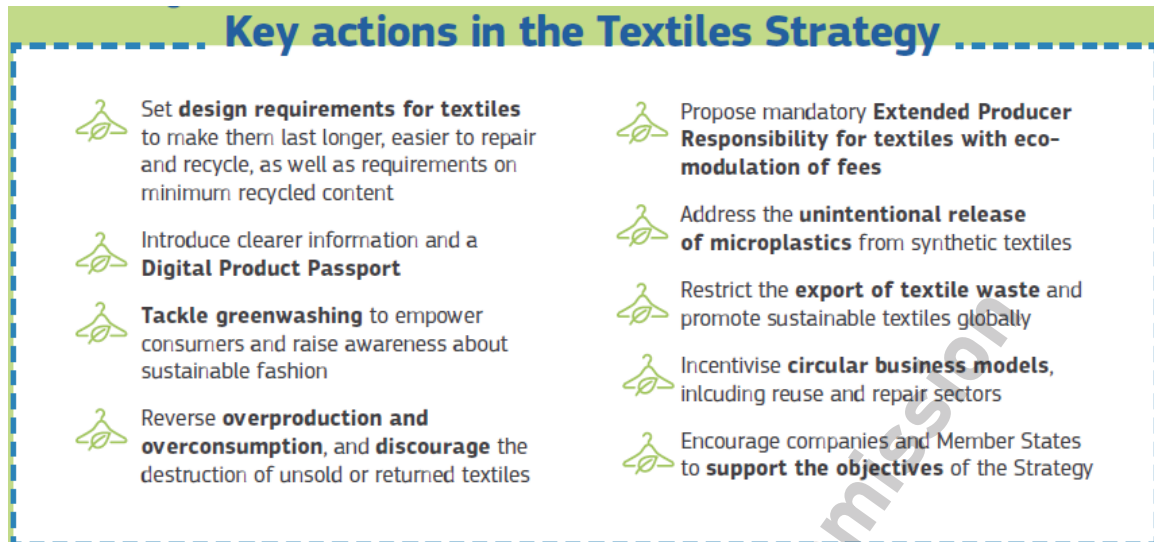 Key actions in the Textiles Strategy
Set design requirements for textiles
to make them last longer, easier to repair
and recycle, as well as requirements on
minimum recycled content
Introduce clearer information and a
Digital Product Passport
Tackle greenwashing to empower
consumers and raise awareness about
sustainable fashion
Reverse overproduction and
overconsumption, and discourage the
destruction of unsold or returned textiles
Propose mandatory Extended Producer
Responsibility for textiles with eco-
modulation of fees
Address the unintentional release
of microplastics from synthetic textiles
Restrict the export of textile waste and
promote sustainable textiles globally
Incentivise circular business models,
inlcuding reuse and repair sectors
Encourage companies and Member States
to support the objectives of the Strategy
mission